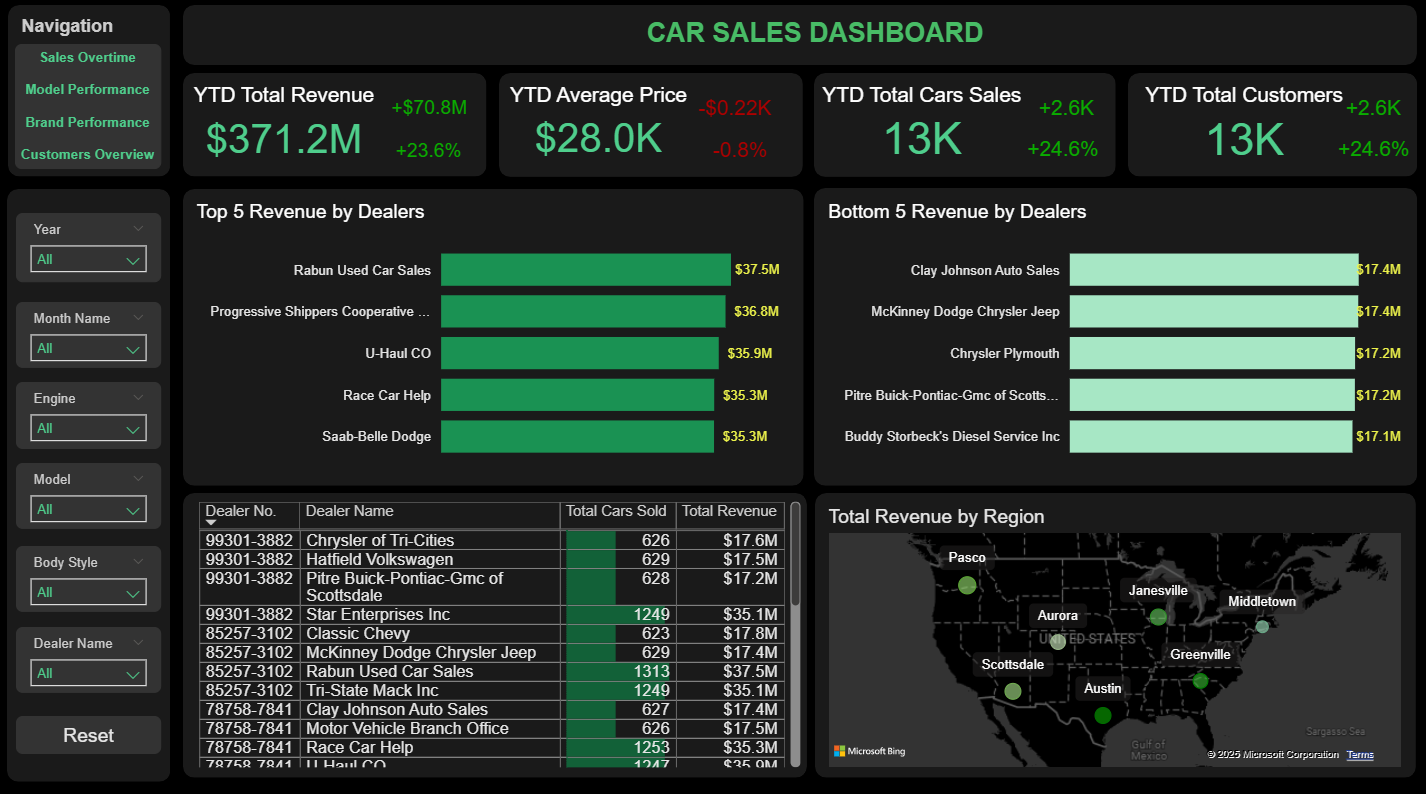 Navigation
Sales Overtime
Model Performance
Brand Performance
Customers Overview
CAR SALES DASHBOARD
YTD Total Revenue
+$70.8M
$371.2M
+23.6%
YTD Average Price
-$0.22K
$28.0K
-0.8%
YTD Total Cars Sales
+2.6K
13K
+24.6%
YTD Total Customers
+2.6K
13K
+24.6%
Year
All
Month Name
All
Engine
All
Model
All
Body Style
All
Dealer Name
All
Reset
Top 5 Revenue by Dealers
Rabun Used Car Sales $37.5M
Progressive Shippers Cooperative ... $36.8M
U-Haul CO $35.9M
Race Car Help $35.3M
Saab-Belle Dodge $35.3M
Bottom 5 Revenue by Dealers
Clay Johnson Auto Sales $17.4M
McKinney Dodge Chrysler Jeep $17.4M
Chrysler Plymouth $17.2M
Pitre Buick-Pontiac-Gmc of Scotts... $17.2M
Buddy Storbeck's Diesel Service Inc $17.1M
Dealer No. Dealer Name Total Cars Sold Total Revenue
99301-3882 Chrysler of Tri-Cities 626 $17.6M
99301-3882 Hatfield Volkswagen 629 $17.5M
99301-3882 Pitre Buick-Pontiac-Gmc of 628 $17.2M
Scottsdale
99301-3882 Star Enterprises Inc 1249 $35.1M
85257-3102 Classic Chevy 623 $17.8M
85257-3102 McKinney Dodge Chrysler Jeep 629 $17.4M
85257-3102 Rabun Used Car Sales 1313 $37.5M
85257-3102 Tri-State Mack Inc 1249 $35.1M
78758-7841 Clay Johnson Auto Sales 627 $17.4M
78758-7841 Motor Vehicle Branch Office 626 $17.5M
78758-7841 Race Car Help 1253 $35.3M
78758-7841 U-Haul CO 1247 $35.9M
Total Revenue by Region
Pasco
Janesville
Middletown
Aurora
UNITED STATES
Greenville
Scottsdale
Austin
Sargasso Sea
Gulf of
Mexico
Microsoft Bing
© 2025 Microsoft Corporation Terms